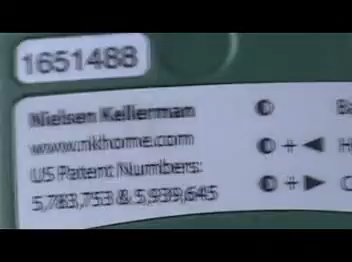 1651488
Nielsen Kellerman
www.nkhome.com
US Patent Numbers:
5,783,753 & 5,939,645
+ ◀
+ ▶